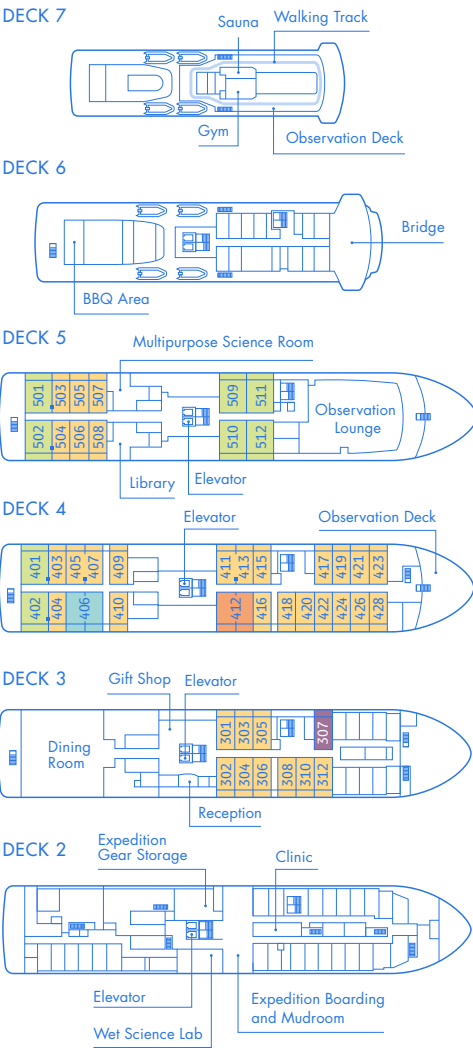 DECK 7
Sauna
Walking Track
Gym
Observation Deck
DECK 6
Bridge
BBQ Area
DECK 5
Multipurpose Science Room
501 503 505 507 509 511
502 504 506 508 510 512
Observation
Lounge
Library
Elevator
DECK 4
Elevator
Observation Deck
401 403 405 407 409 411 413 415 417 419 421 423
402 404 406 410 412 416 418 420 422 424 426 428
DECK 3
Gift Shop
Elevator
301 303 305 307
Dining
Room
302 304 306 308 310 312
Reception
DECK 2
Expedition
Gear Storage
Clinic
Elevator
Wet Science Lab
Expedition Boarding
and Mudroom